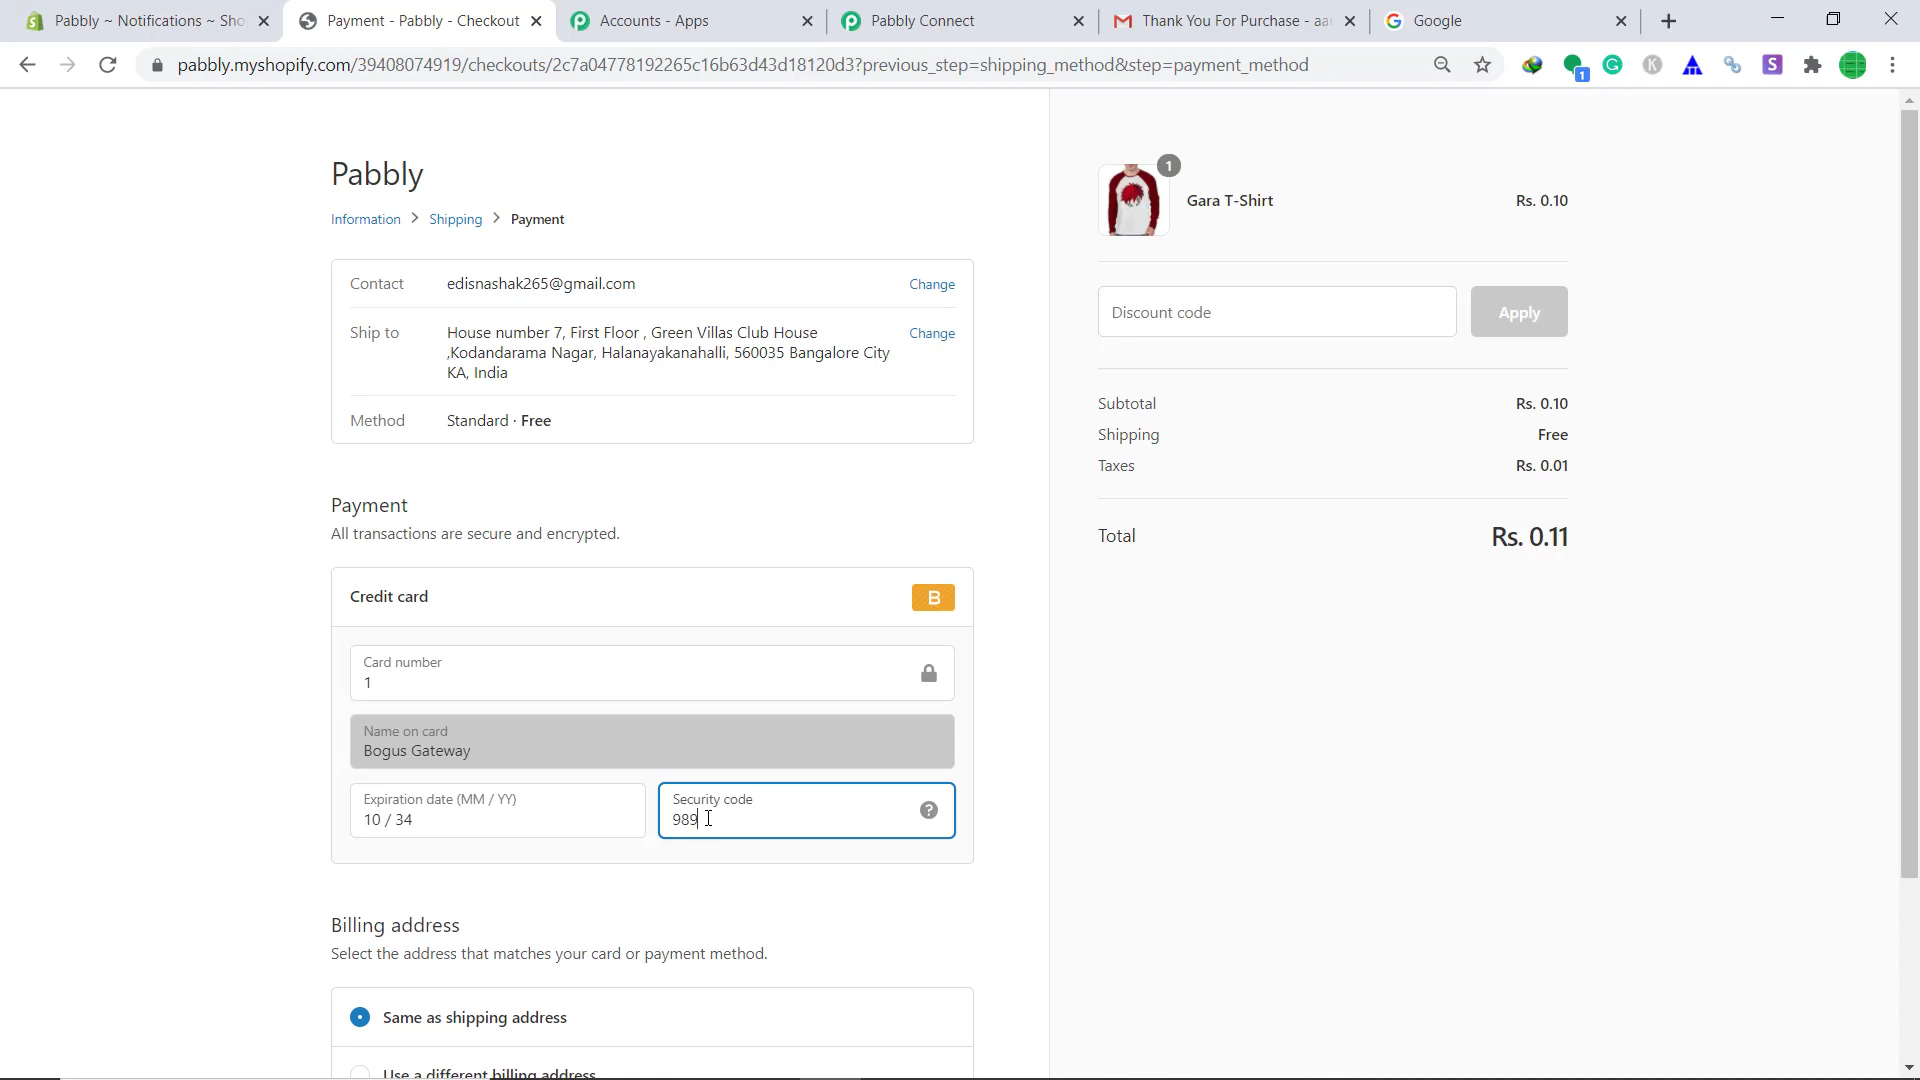 Pabbly ~ Notifications ~ Sho
Payment - Pabbly - Checkout
Accounts - Apps
Pabbly Connect
Thank You For Purchase - aa
Google
pabbly.myshopify.com/39408074919/checkouts/2c7a04778192265c16b63d43d18120d3?previous_step=shipping_method&step=payment_method
1
K
S
Pabbly
Information > Shipping > Payment
Contact edisnashak265@gmail.com Change
Ship to House number 7, First Floor , Green Villas Club House Change
,Kodandarama Nagar, Halanayakanahalli, 560035 Bangalore City
KA, India
Method Standard · Free
Payment
All transactions are secure and encrypted.
Credit card B
Card number
1
Name on card
Bogus Gateway
Expiration date (MM / YY)
10 / 34
Security code
989
?
Billing address
Select the address that matches your card or payment method.
Same as shipping address
Use a different billing address
1
Gara T-Shirt Rs. 0.10
Discount code Apply
Subtotal Rs. 0.10
Shipping Free
Taxes Rs. 0.01
Total Rs. 0.11